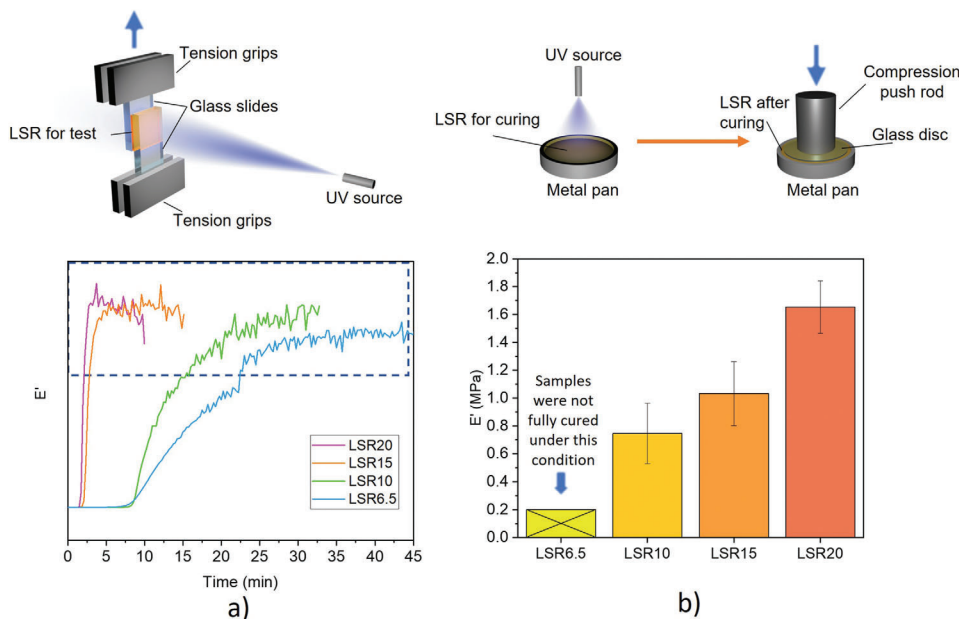 Tension grips
Glass slides
LSR for test
UV source
Tension grips
UV source
LSR for curing
Metal pan
LSR after
curing
Compression
push rod
Glass disc
Metal pan
E'
LSR20
LSR15
LSR10
LSR6.5
0 5 10 15 20 25 30 35 40 45
Time (min)
a)
E' (MPa)
2.0
1.8
1.6
1.4
1.2
1.0
0.8
0.6
0.4
0.2
0.0
Samples
were not
fully cured
under this
condition
LSR6.5 LSR10 LSR15 LSR20
b)